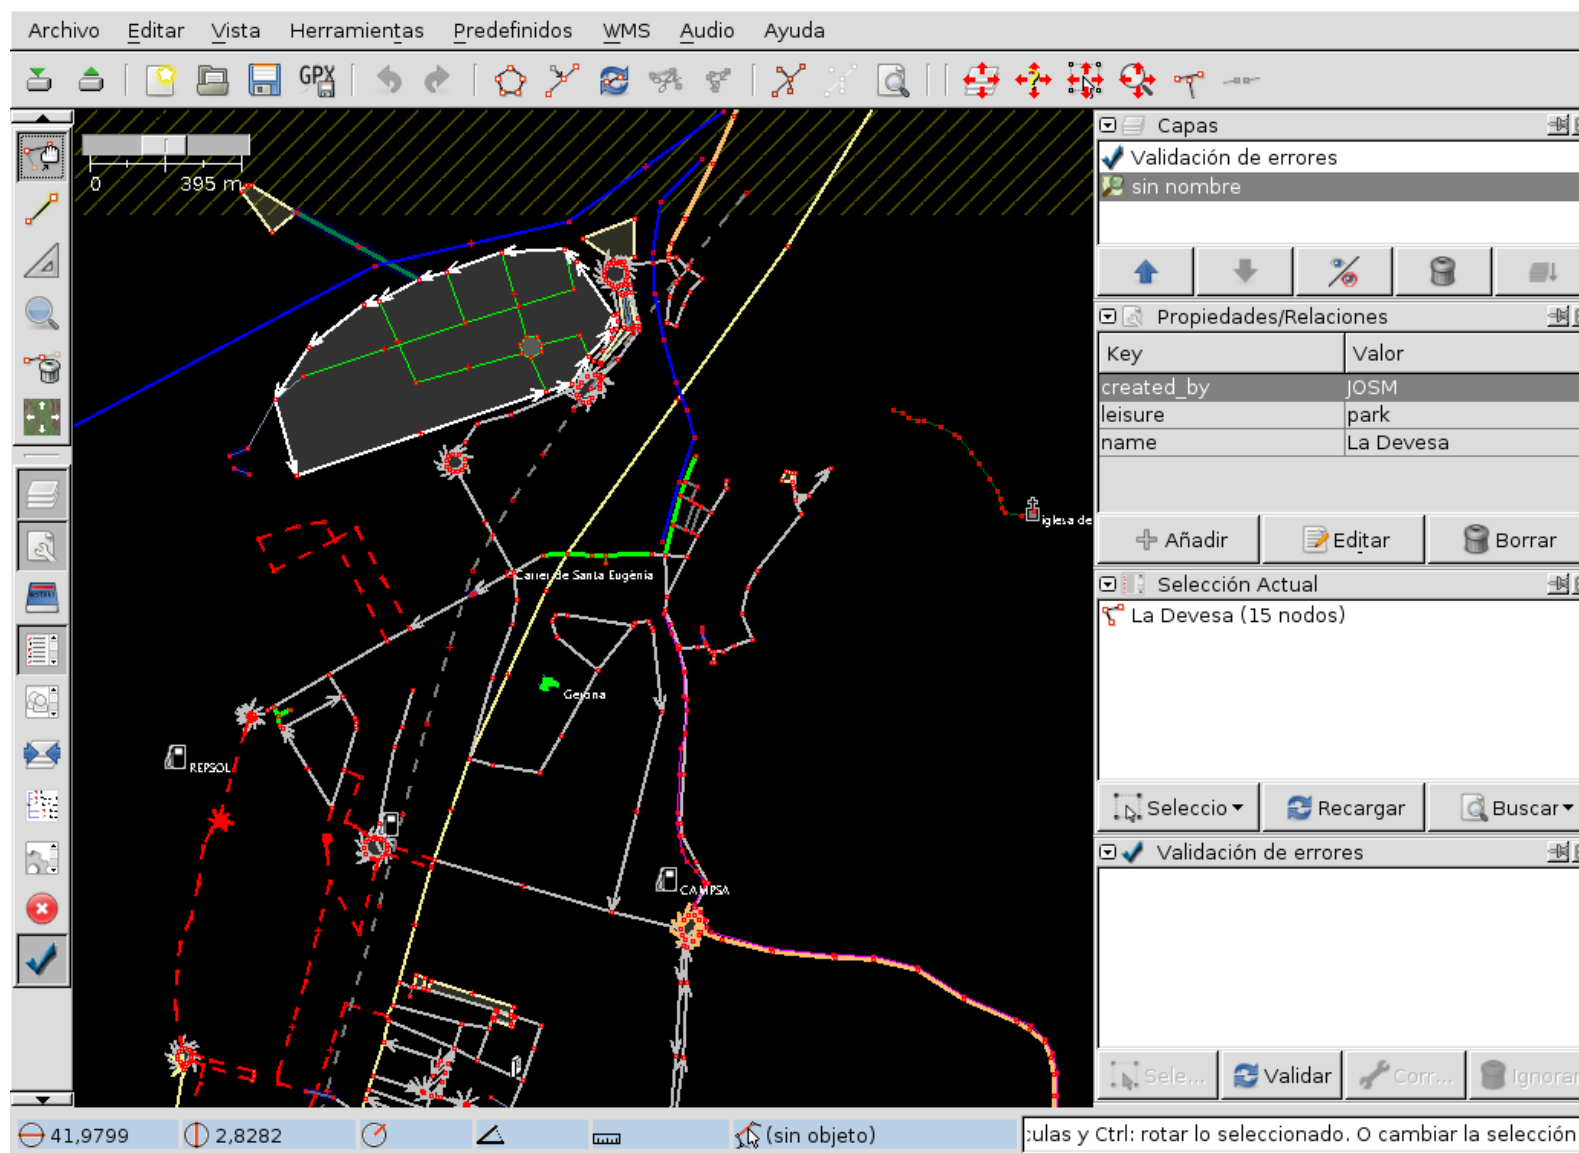 Archivo Editar Vista Herramientas Predefinidos WMS Audio Ayuda
GPX
0 395 m
Capas
Validación de errores
sin nombre
Propiedades/Relaciones
Key Valor
created_by JOSM
leisure park
name La Devesa
Añadir Editar Borrar
Selección Actual
La Devesa (15 nodos)
Seleccio Recargar Buscar
Validación de errores
Sele... Validar Corr... Ignorar
iglesa de
Carrer de Santa Eugènia
Gerona
REPSOL
CAMPSA
41,9799 2,8282 (sin objeto) :ulas y Ctrl: rotar lo seleccionado. O cambiar la selección